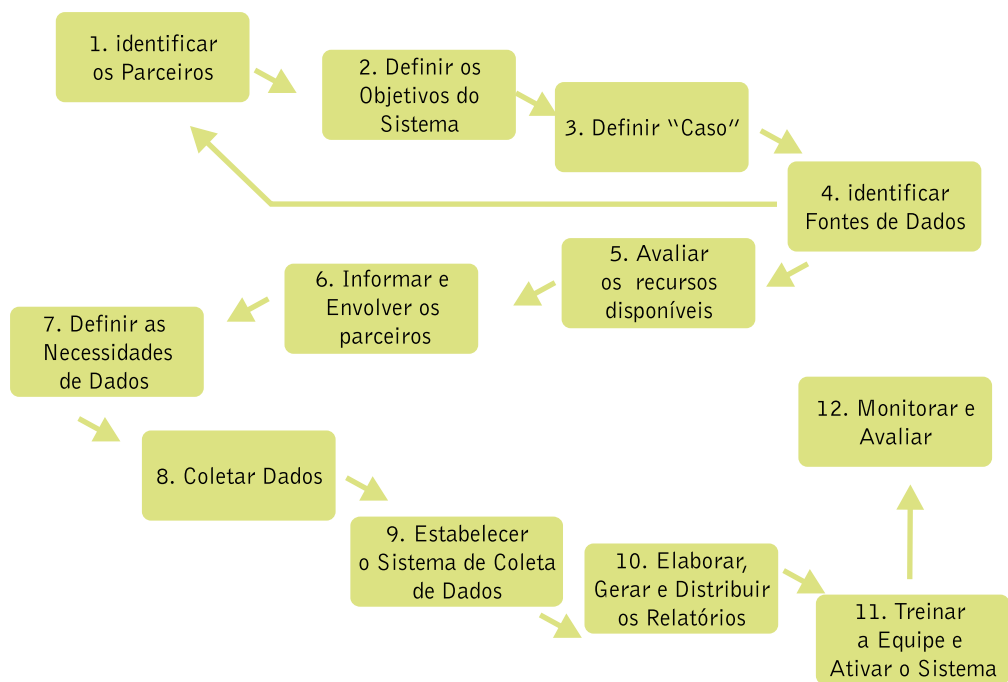 1. identificar
os Parceiros
2. Definir os
Objetivos do
Sistema
3. Definir “Caso”
4. identificar
Fontes de Dados
5. Avaliar
os recursos
disponíveis
6. Informar e
Envolver os
parceiros
7. Definir as
Necessidades
de Dados
8. Coletar Dados
9. Estabelecer
o Sistema de Coleta
de Dados
10. Elaborar,
Gerar e Distribuir
os Relatórios
11. Treinar
a Equipe e
Ativar o Sistema
12. Monitorar e
Avaliar